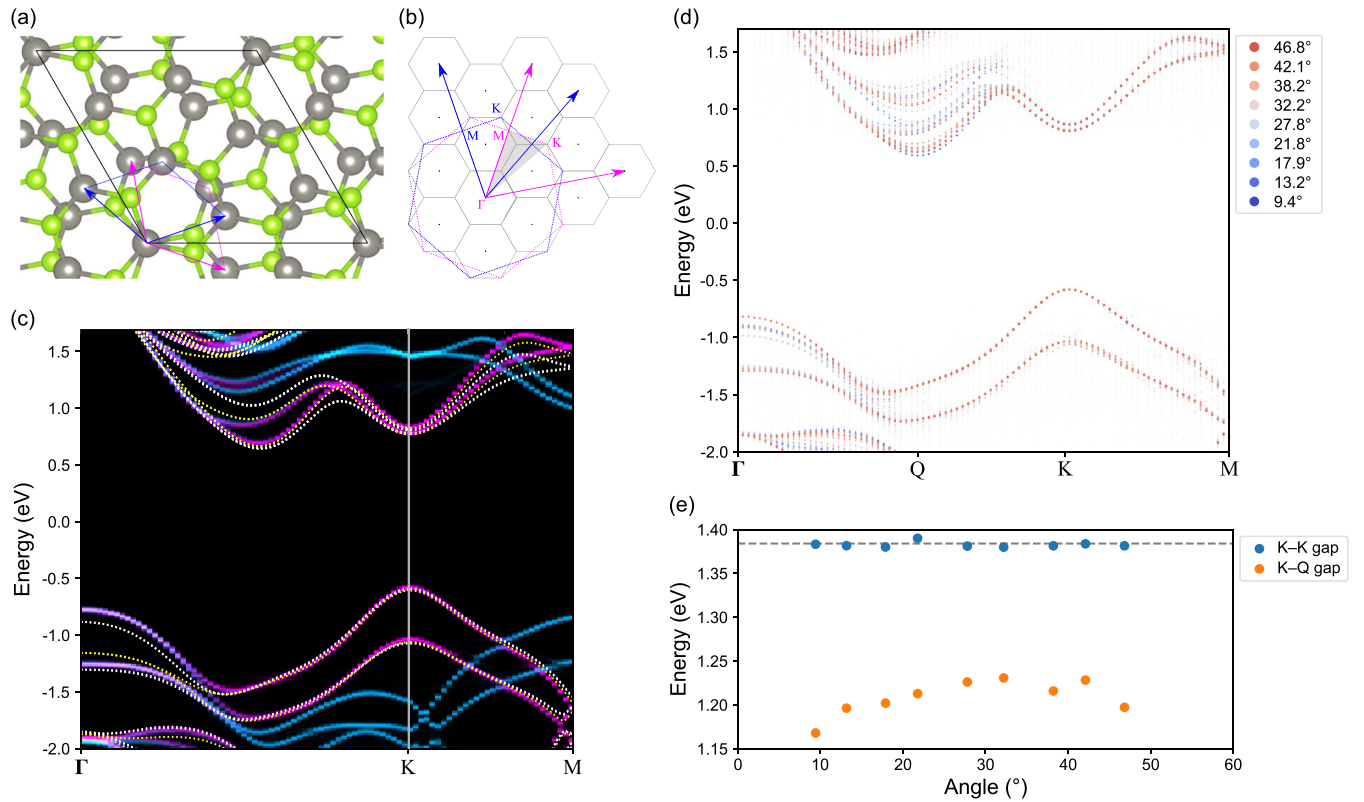 (a)
(b)
K
M
M
K
Γ
(c)
Energy (eV)
1.5
1.0
0.5
0.0
-0.5
-1.0
-1.5
-2.0
Γ
K
M
(d)
Energy (eV)
1.5
1.0
0.5
0.0
-0.5
-1.0
-1.5
-2.0
Γ
Q
K
M
46.8°
42.1°
38.2°
32.2°
27.8°
21.8°
17.9°
13.2°
9.4°
(e)
Energy (eV)
1.40
1.35
1.30
1.25
1.20
1.15
0
10
20
30
40
50
60
Angle (°)
K–K gap
K–Q gap